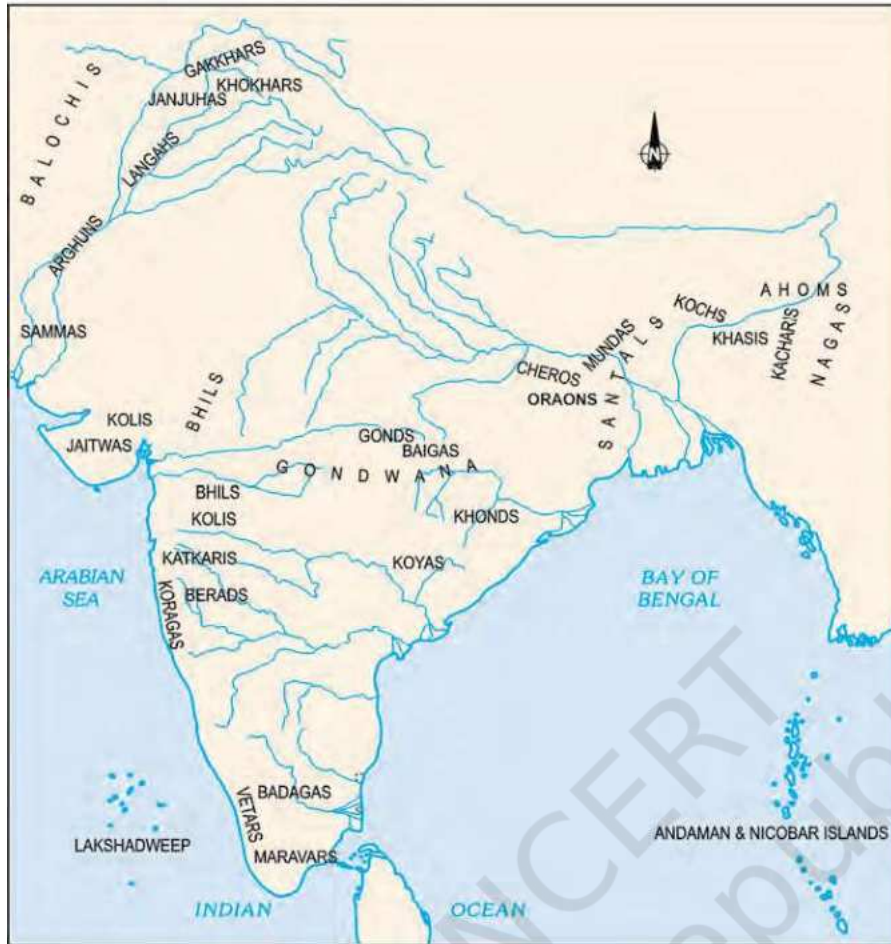 GAKKHARS
KHOKHARS
JANJUHAS
BALOCHIS
LANGAHS
N
ARGHUNS
SAMMAS
AHOMS
KOCHS
KHASIS
KACHARIS
NAGAS
MUNDAS
CHEROS
SANTALS
ORAONS
BHILS
KOLIS
JAITWAS
GONDS
BAIGAS
GONDWANA
BHILS
KOLIS
KHONDS
KATKARIS
KOYAS
BERADS
KORAGAS
ARABIAN
SEA
BAY OF
BENGAL
BADAGAS
VETARS
MARAVARS
LAKSHADWEEP
ANDAMAN & NICOBAR ISLANDS
INDIAN OCEAN
NCERT
republ